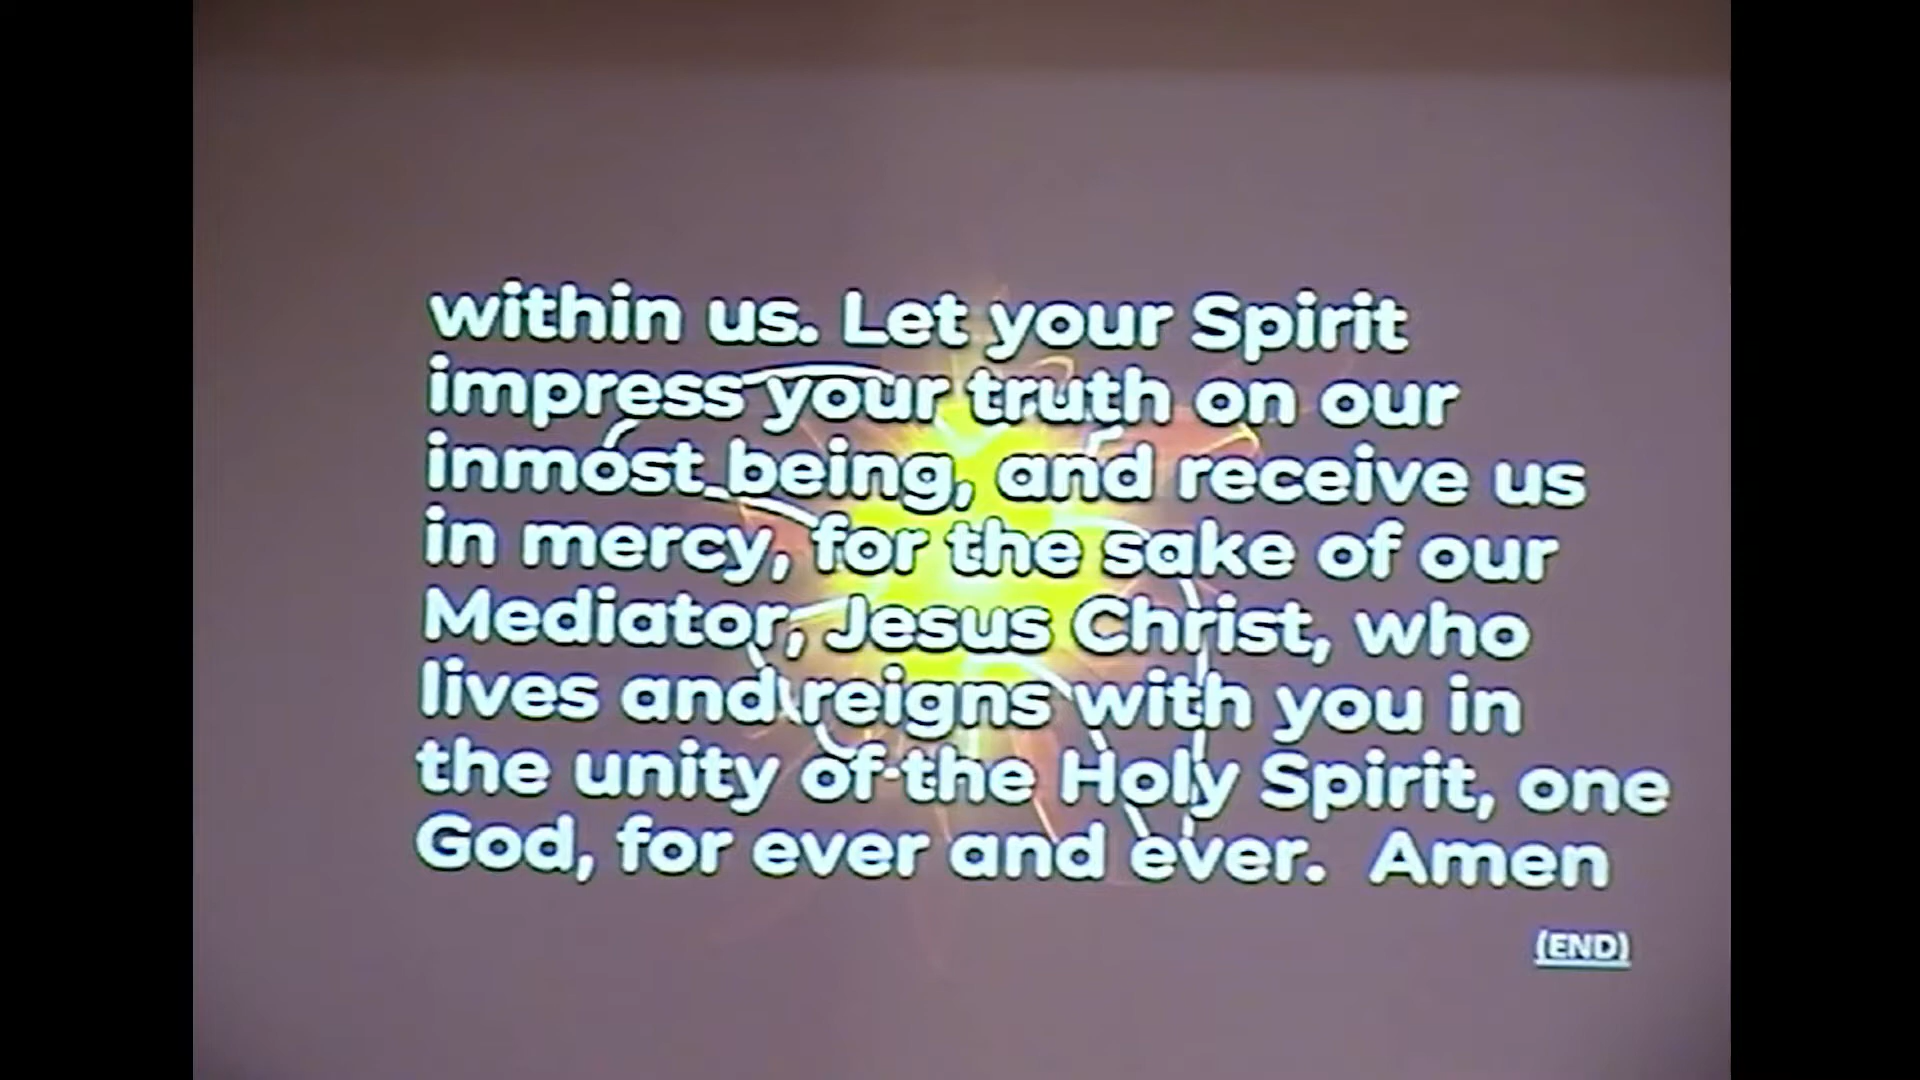 within us. Let your Spirit
impress your truth on our
inmost being, and receive us
in mercy, for the sake of our
Mediator, Jesus Christ, who
lives and reigns with you in
the unity of the Holy Spirit, one
God, for ever and ever. Amen
(END)